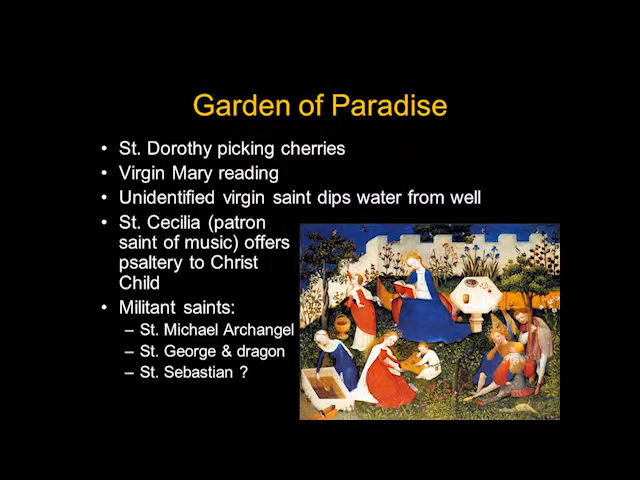 Garden of Paradise
• St. Dorothy picking cherries
• Virgin Mary reading
• Unidentified virgin saint dips water from well
• St. Cecilia (patron
saint of music) offers
psaltery to Christ
Child
• Militant saints:
– St. Michael Archangel
– St. George & dragon
– St. Sebastian ?